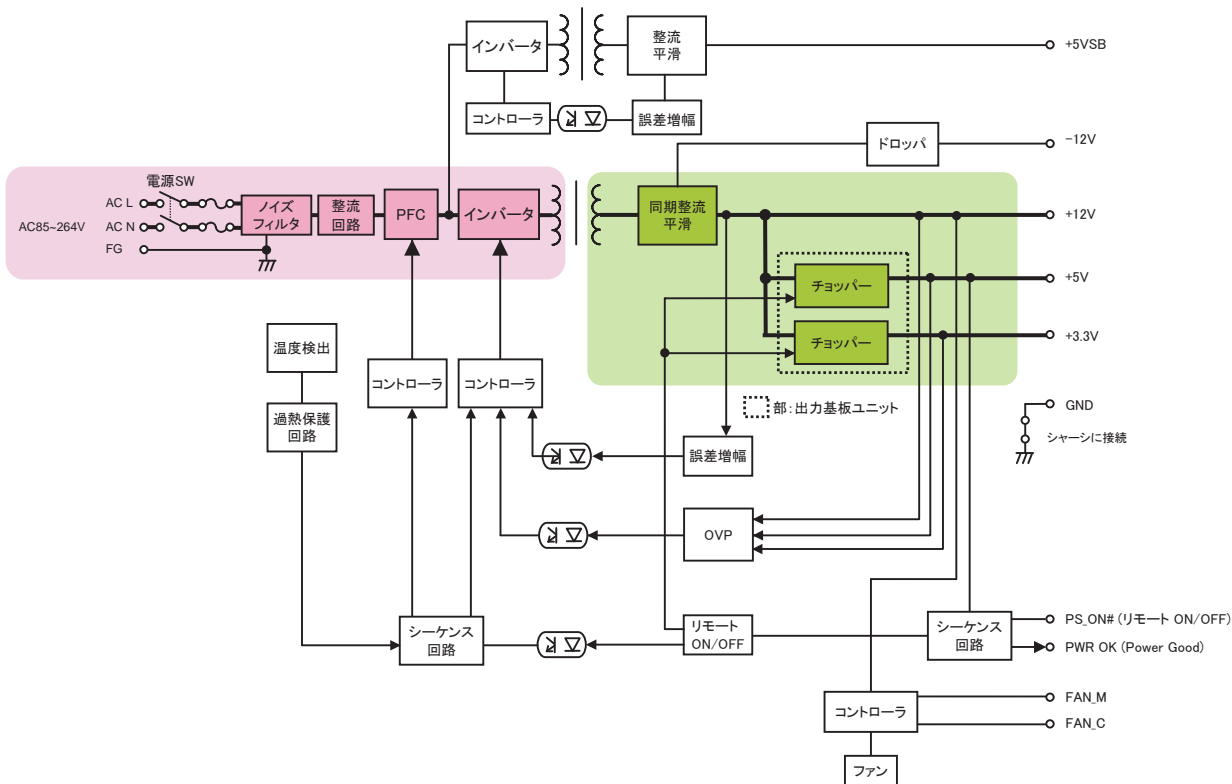 インバータ
整流
平滑
+5VSB
コントローラ
誤差増幅
ドロッパ
-12V
電源SW
AC L
AC85~264V
AC N
FG
ノイズ
フィルタ
整流
回路
PFC
インバータ
同期整流
平滑
+12V
チョッパー
+5V
チョッパー
+3.3V
温度検出
コントローラ
コントローラ
過熱保護
回路
部:出力基板ユニット
GND
シャーシに接続
誤差増幅
OVP
シーケンス
回路
リモート
ON/OFF
シーケンス
回路
PS_ON# (リモート ON/OFF)
PWR OK (Power Good)
コントローラ
FAN_M
FAN_C
ファン